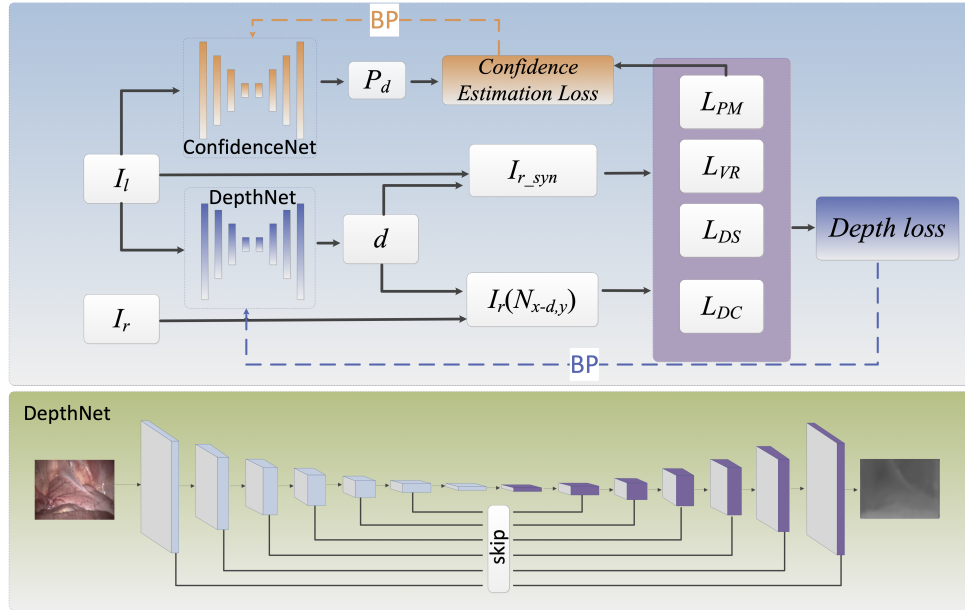 BP
P_d
Confidence
Estimation Loss
L_PM
ConfidenceNet
I_l
I_r_syn
L_VR
DepthNet
d
L_DS
Depth loss
I_r
I_r(N_x-d,y)
L_DC
BP
DepthNet
skip